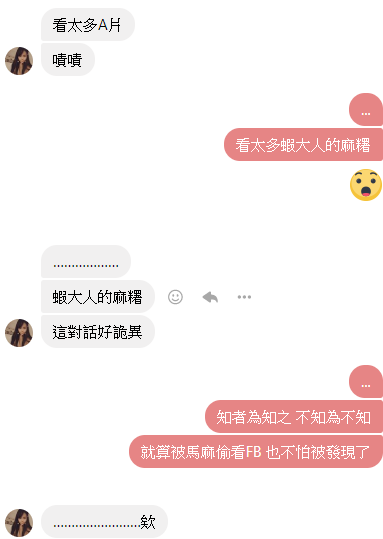 看太多A片
嘖嘖
...
看太多蝦大人的麻糬
..................
蝦大人的麻糬
這對話好詭異
...
知者為知之 不知為不知
就算被馬麻偷看FB 也不怕被發現了
........................欸